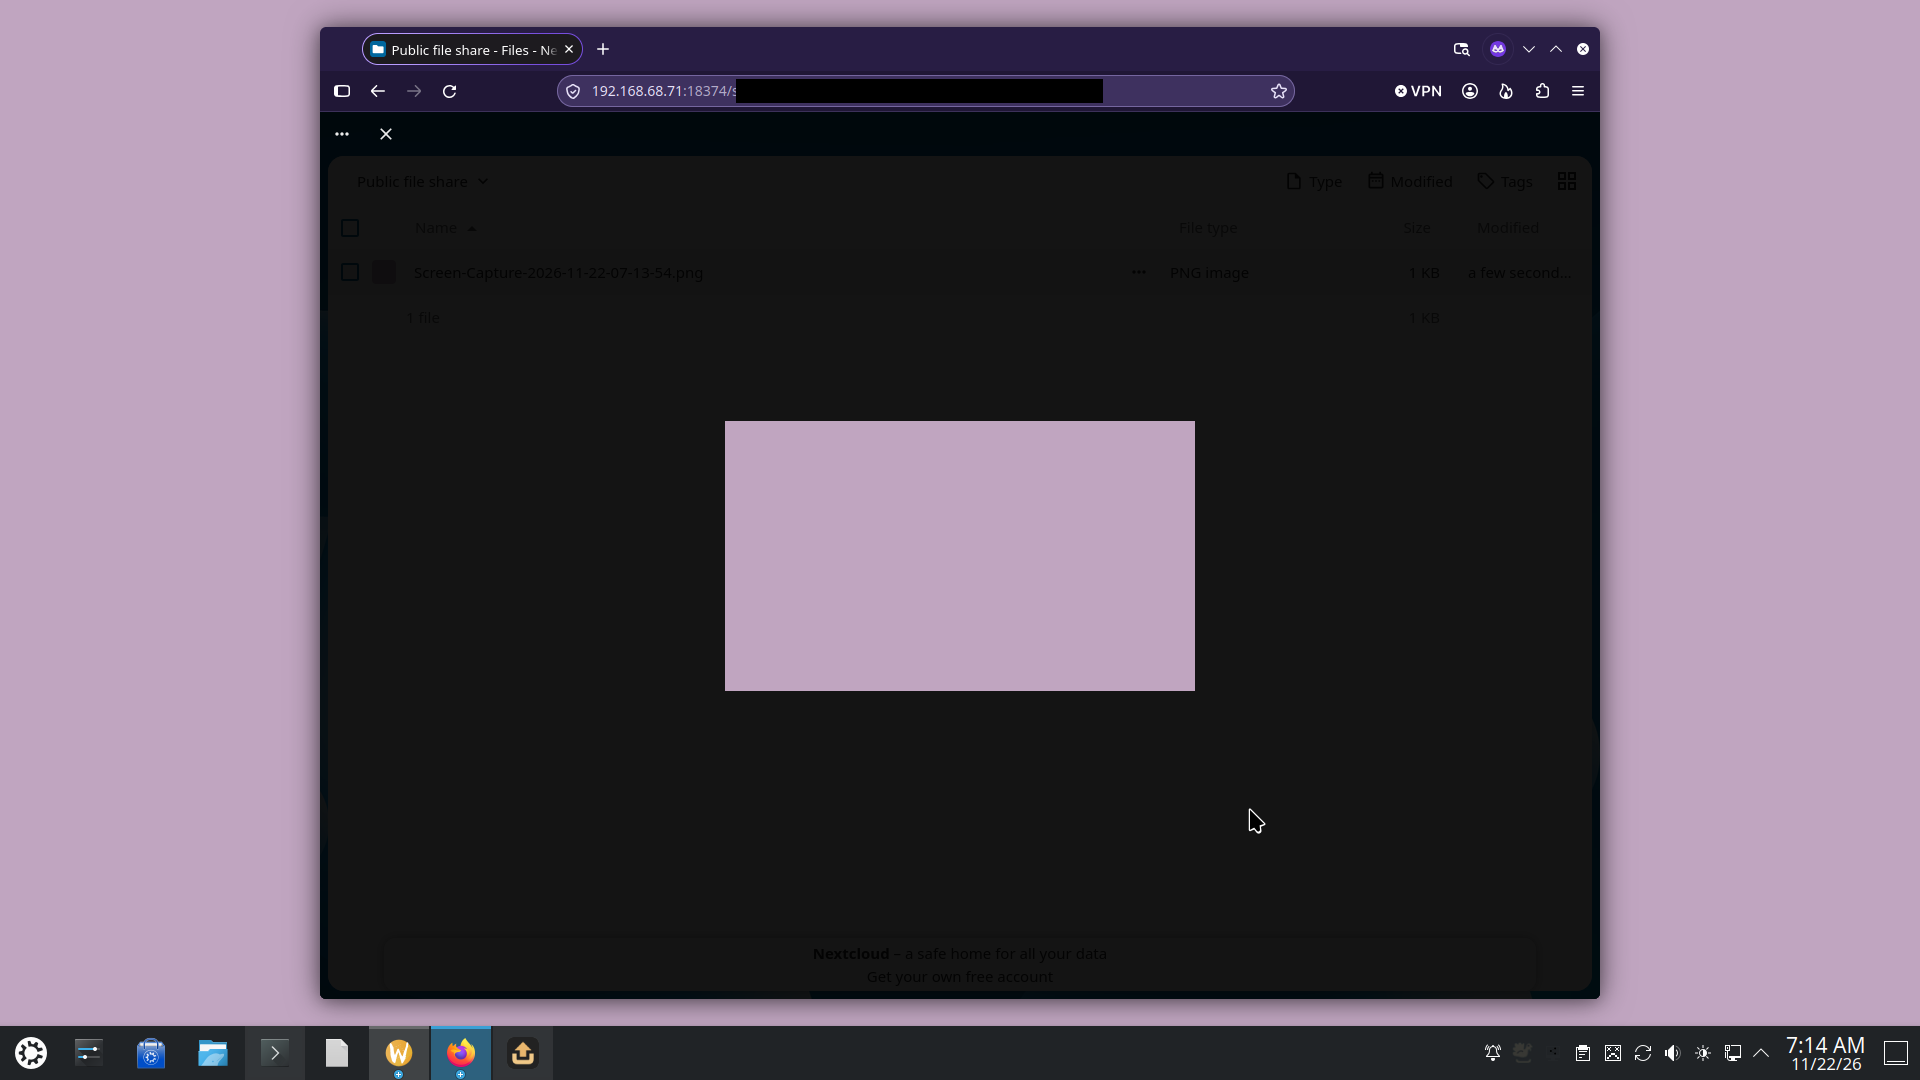 Public file share - Files - Ne
192.168.68.71:18374/s
VPN
Public file share
Type
Modified
Tags
Name
File type
Size
Modified
Screen-Capture-2026-11-22-07-13-54.png
PNG image
1 KB
a few second...
1 file
1 KB
Nextcloud – a safe home for all your data
Get your own free account
7:14 AM
11/22/26